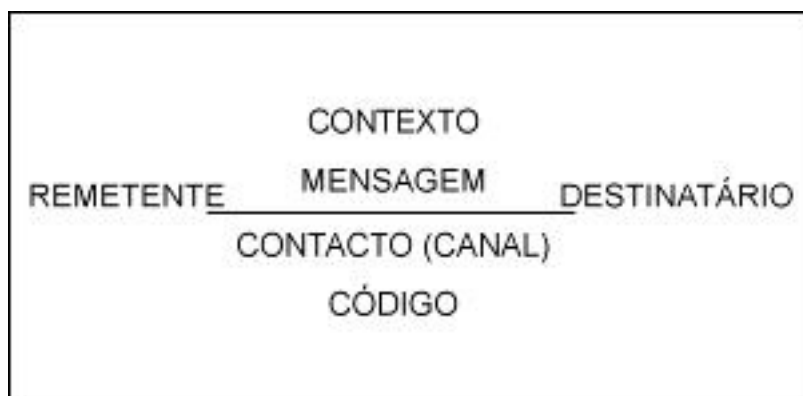 CONTEXTO
MENSAGEM
REMETENTE DESTINATÁRIO
CONTACTO (CANAL)
CÓDIGO